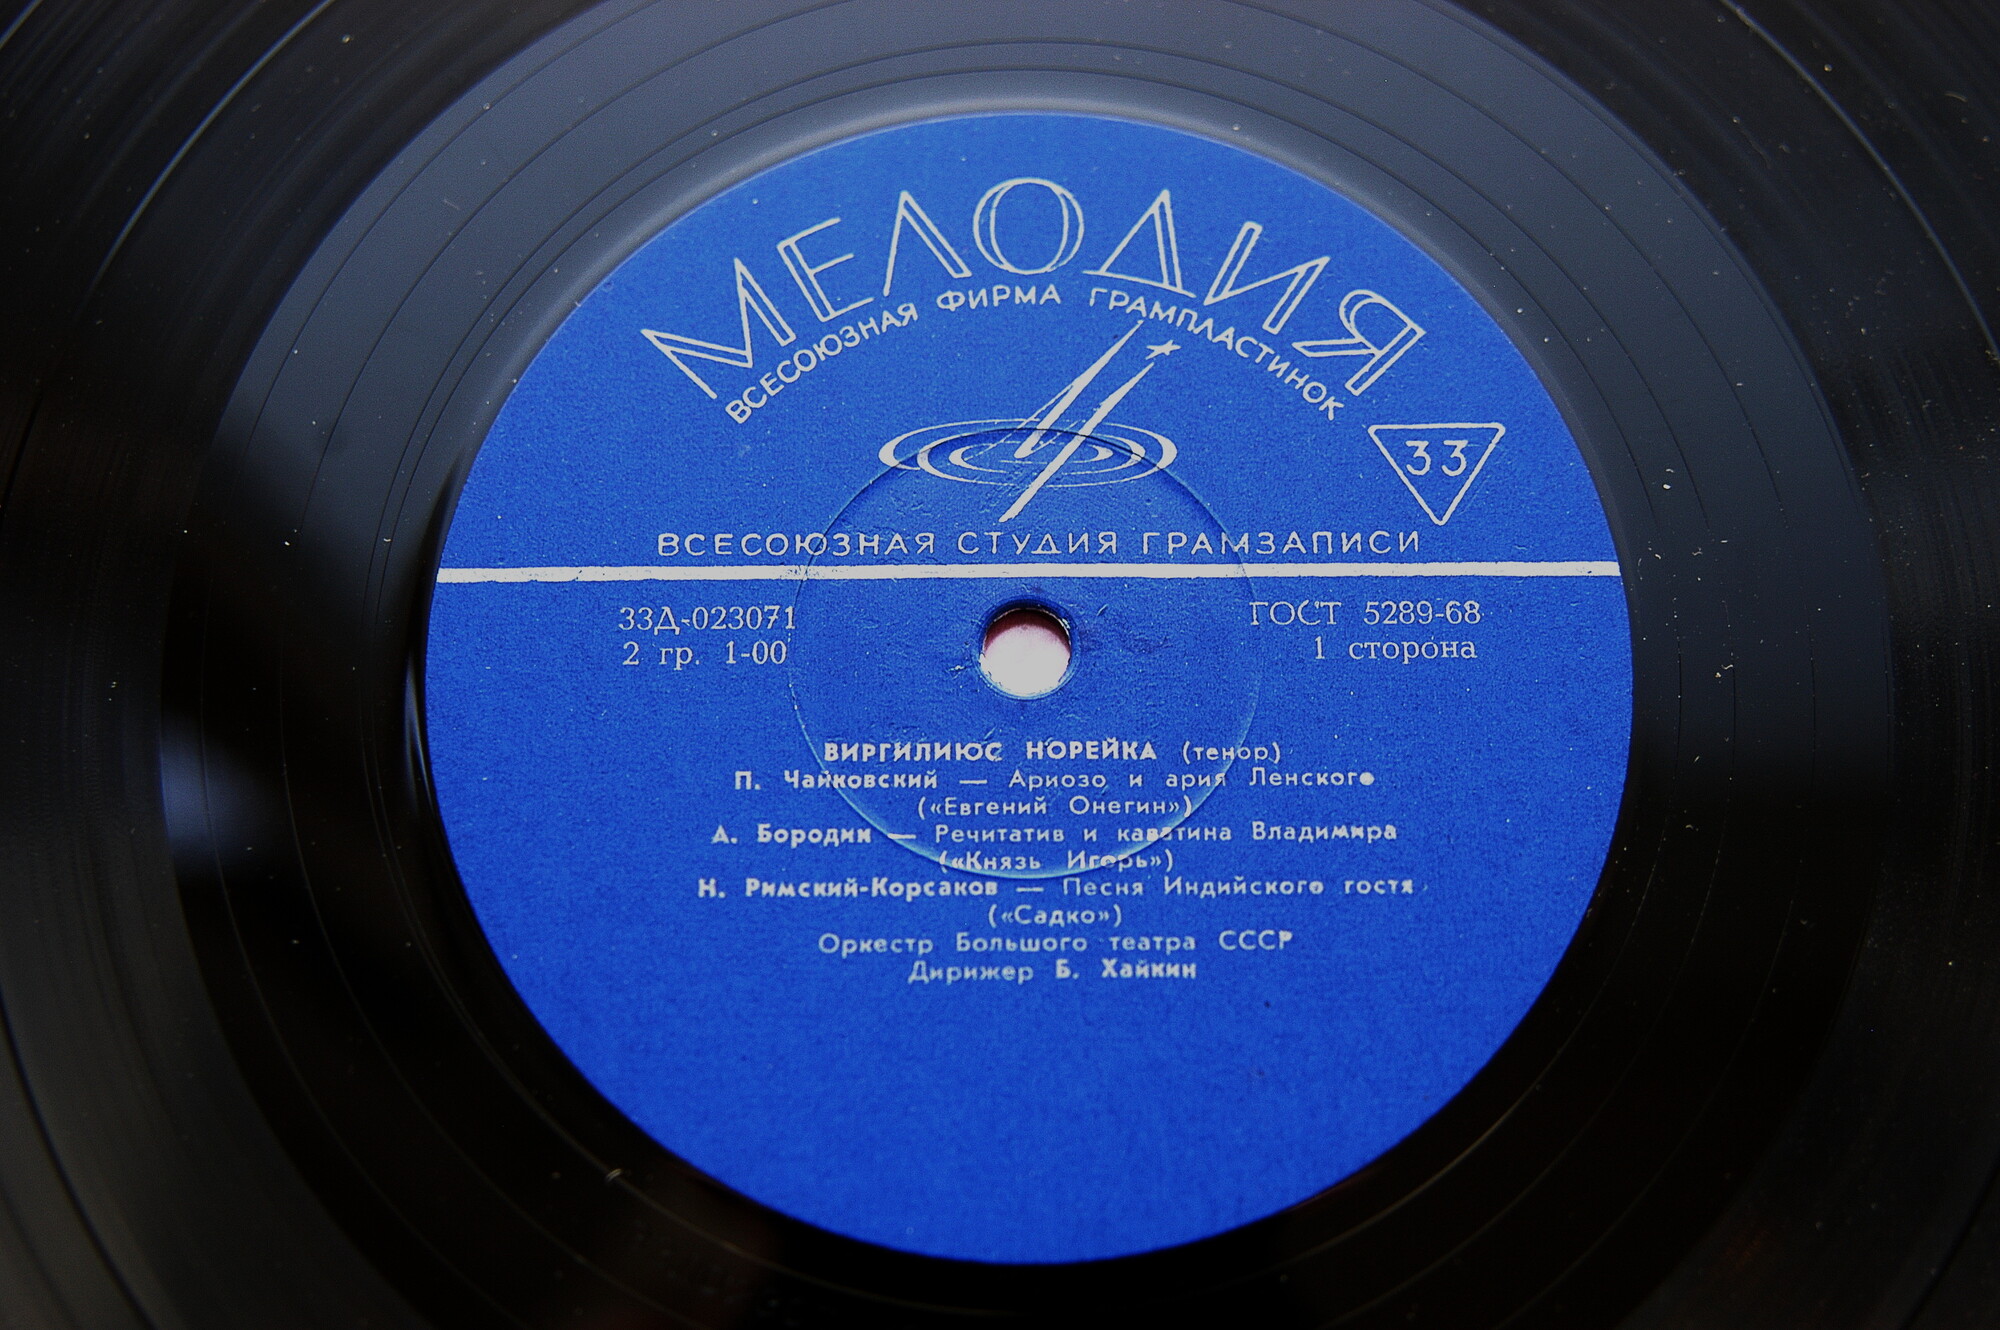 МЕЛОДИЯ
ВСЕСОЮЗНАЯ ФИРМА ГРАМПЛАСТИНОК
33
ВСЕСОЮЗНАЯ СТУДИЯ ГРАМЗАПИСИ
33Д-023071 ГОСТ 5289-68
2 гр. 1-00 1 сторона
ВИРГИЛИЮС НОРЕЙКА (тенор)
П. Чайковский — Ариозо и ария Ленского
(«Евгений Онегин»)
А. Бородин — Речитатив и каватина Владимира
(«Князь Игорь»)
Н. Римский-Корсаков — Песня Индийского гостя
(«Садко»)
Оркестр Большого театра СССР
Дирижер Б. Хайкин